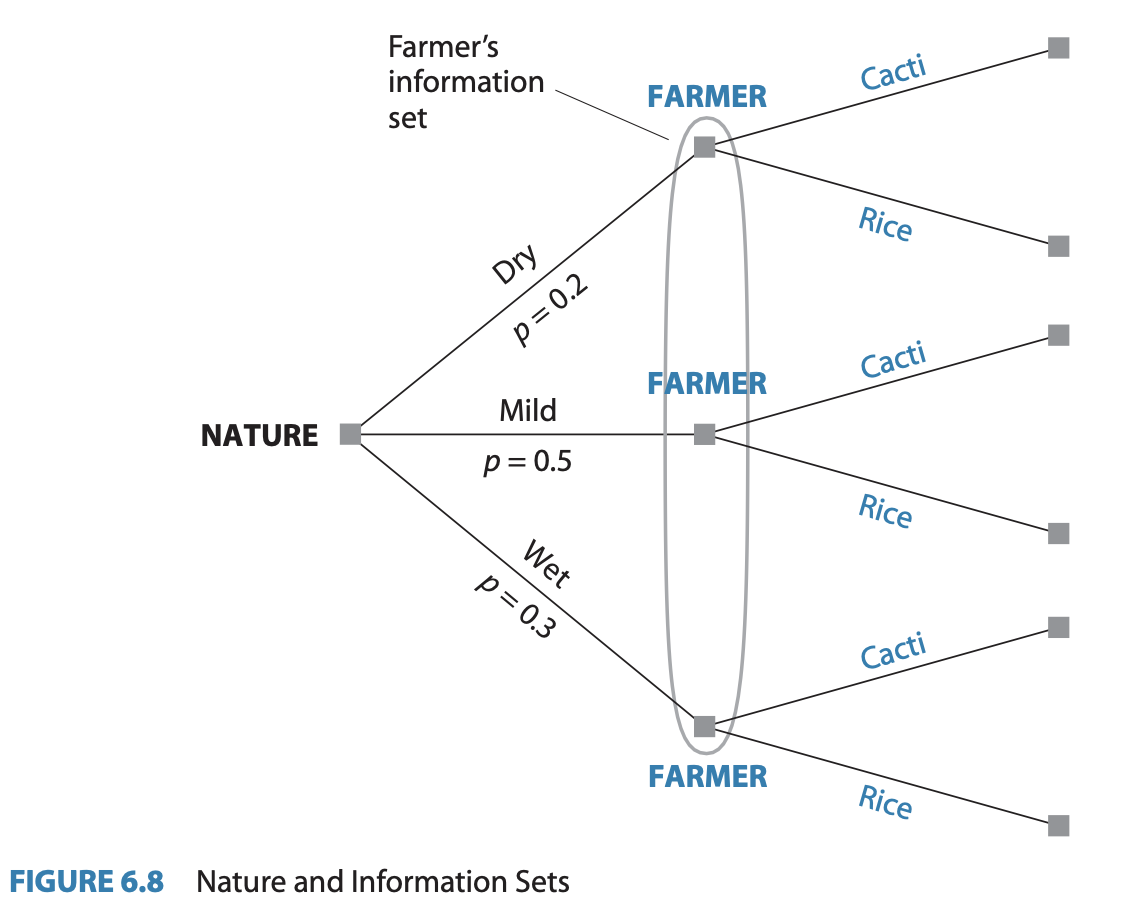 Farmer's
information
set
FARMER
Cacti
Rice
Dry
p = 0.2
FARMER
Cacti
Rice
NATURE
Mild
p = 0.5
Wet
p = 0.3
Cacti
Rice
FARMER
FIGURE 6.8 Nature and Information Sets